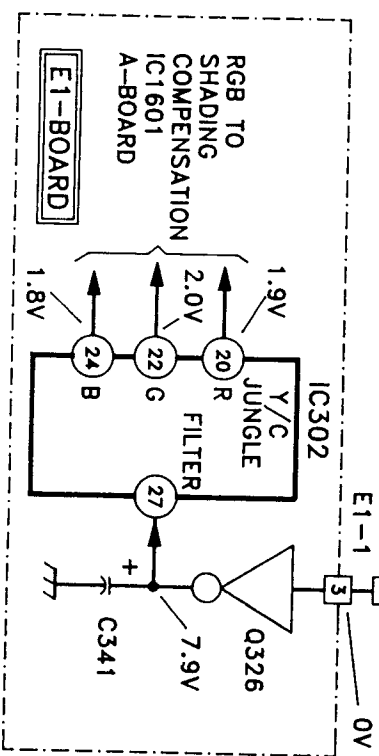 RGB TO
SHADING
COMPENSATION
IC1601
A-BOARD
E1-BOARD
1.9V
2.0V
1.8V
20 R
22 G
24 B
IC302
Y/C
JUNGLE
FILTER
27
+
C341
7.9V
Q326
E1-1
3
0V